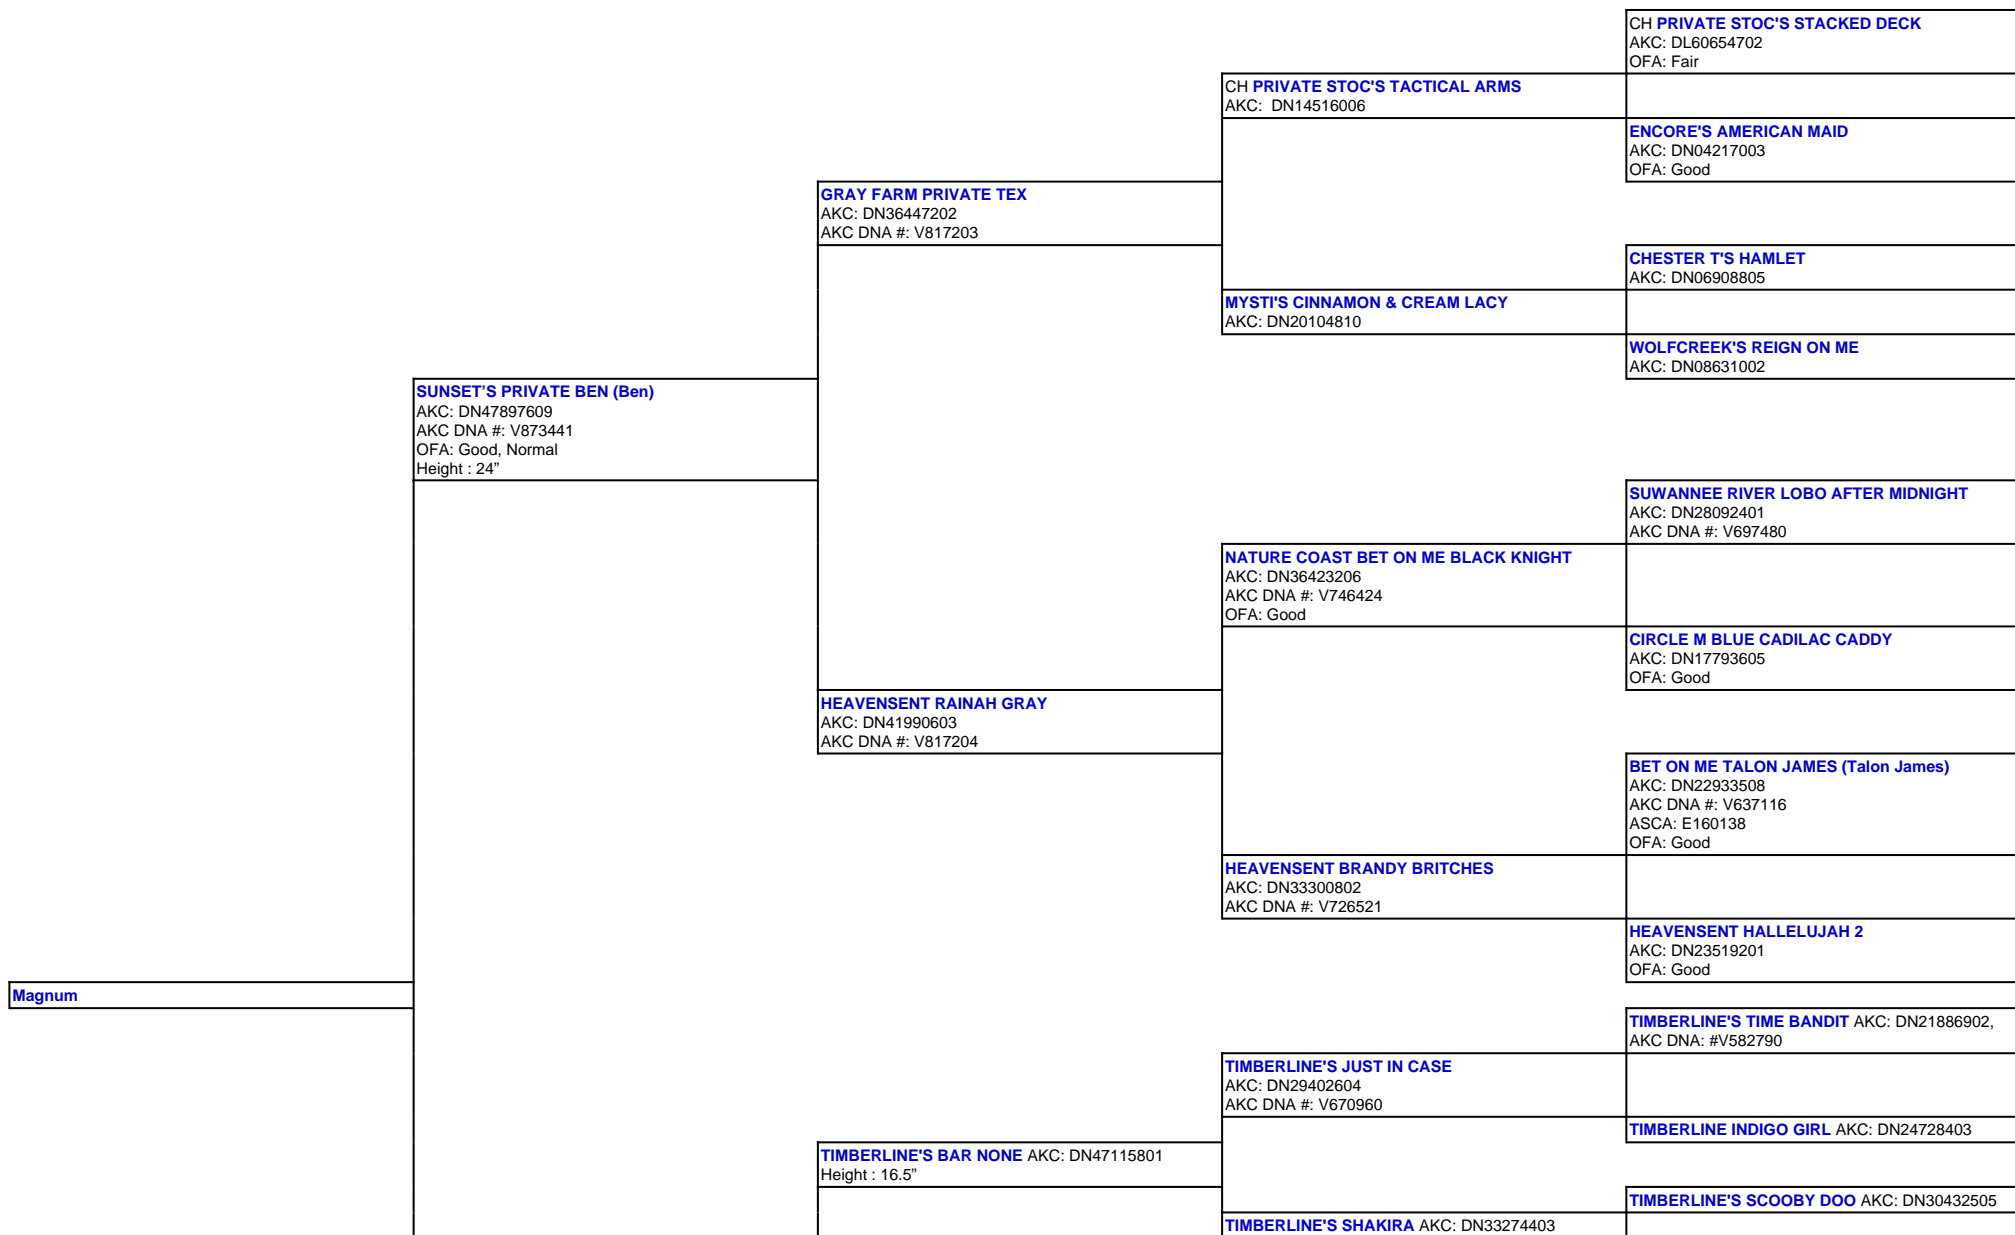 CH PRIVATE STOC'S STACKED DECK
AKC: DL60654702
OFA: Fair
CH PRIVATE STOC'S TACTICAL ARMS
AKC:  DN14516006
ENCORE'S AMERICAN MAID
AKC: DN04217003
OFA: Good
GRAY FARM PRIVATE TEX
AKC: DN36447202
AKC DNA #: V817203
CHESTER T'S HAMLET
AKC: DN06908805
MYSTI'S CINNAMON & CREAM LACY
AKC: DN20104810
WOLFCREEK'S REIGN ON ME
AKC: DN08631002
SUNSET’S PRIVATE BEN (Ben)
AKC: DN47897609
AKC DNA #: V873441
OFA: Good, Normal
Height : 24”
SUWANNEE RIVER LOBO AFTER MIDNIGHT
AKC: DN28092401
AKC DNA #: V697480
NATURE COAST BET ON ME BLACK KNIGHT
AKC: DN36423206
AKC DNA #: V746424
OFA: Good
CIRCLE M BLUE CADILAC CADDY
AKC: DN17793605
OFA: Good
HEAVENSENT RAINAH GRAY
AKC: DN41990603
AKC DNA #: V817204
BET ON ME TALON JAMES (Talon James)
AKC: DN22933508
AKC DNA #: V637116
ASCA: E160138
OFA: Good
HEAVENSENT BRANDY BRITCHES
AKC: DN33300802
AKC DNA #: V726521
HEAVENSENT HALLELUJAH 2
AKC: DN23519201
OFA: Good
Magnum
TIMBERLINE'S TIME BANDIT AKC: DN21886902,
AKC DNA: #V582790
TIMBERLINE'S JUST IN CASE
AKC: DN29402604
AKC DNA #: V670960
TIMBERLINE INDIGO GIRL AKC: DN24728403
TIMBERLINE'S BAR NONE AKC: DN47115801
Height : 16.5”
TIMBERLINE'S SCOOBY DOO AKC: DN30432505
TIMBERLINE'S SHAKIRA AKC: DN33274403